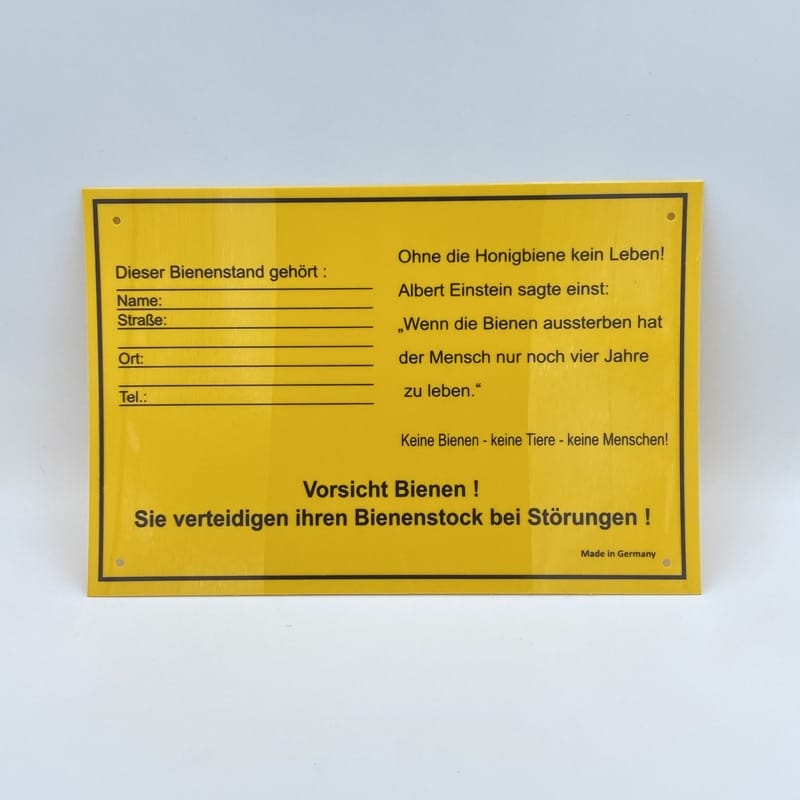 Dieser Bienenstand gehört :
Name:
Straße:
Ort:
Tel.:
Ohne die Honigbiene kein Leben!
Albert Einstein sagte einst:
„Wenn die Bienen aussterben hat
der Mensch nur noch vier Jahre
zu leben.“
Keine Bienen - keine Tiere - keine Menschen!
Vorsicht Bienen !
Sie verteidigen ihren Bienenstock bei Störungen !
Made in Germany